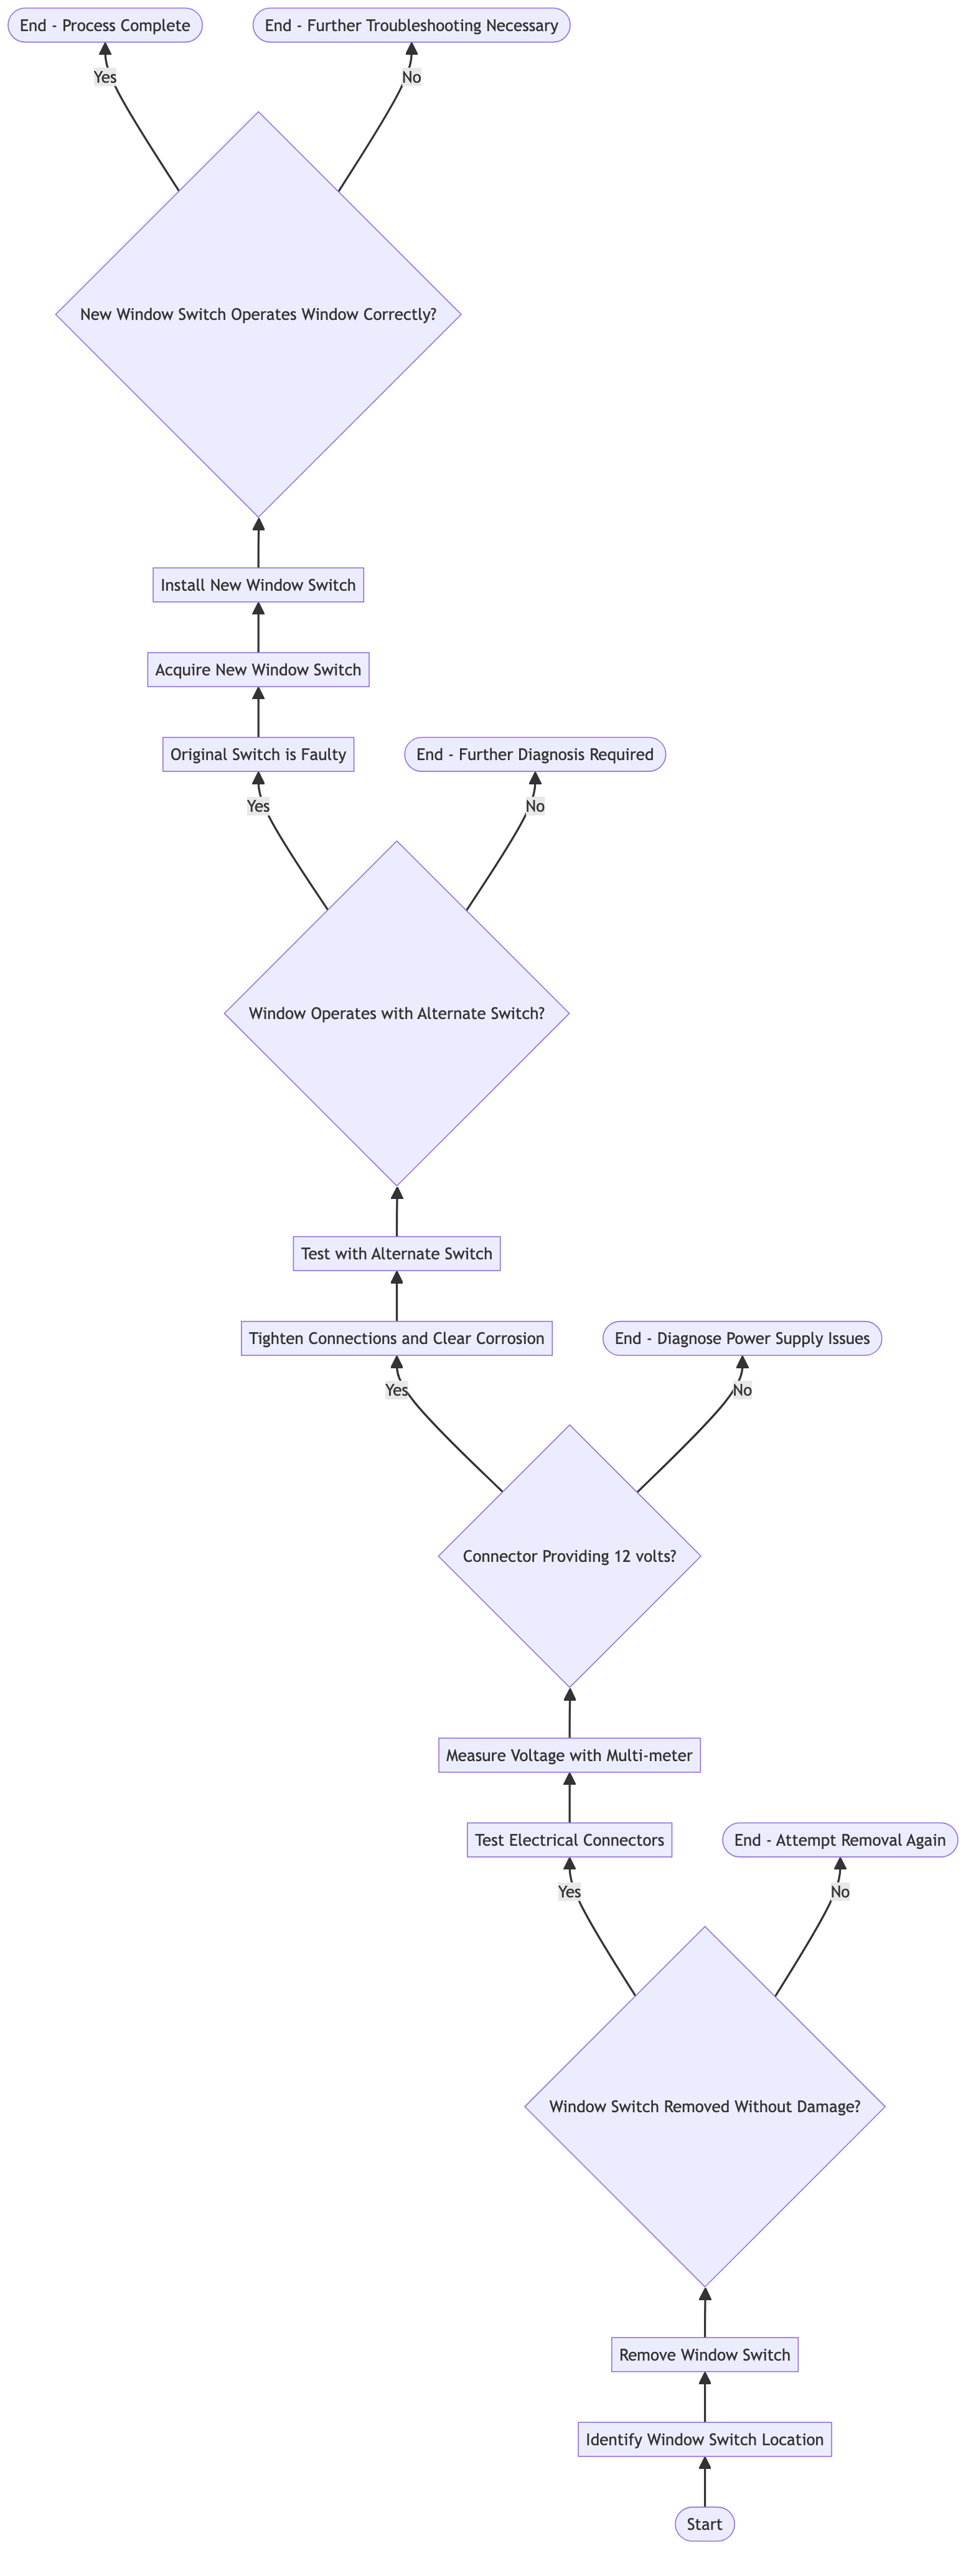 End - Process Complete
End - Further Troubleshooting Necessary
Yes
No
New Window Switch Operates Window Correctly?
Install New Window Switch
Acquire New Window Switch
Original Switch is Faulty
End - Further Diagnosis Required
Yes
No
Window Operates with Alternate Switch?
Test with Alternate Switch
Tighten Connections and Clear Corrosion
End - Diagnose Power Supply Issues
Yes
No
Connector Providing 12 volts?
Measure Voltage with Multi-meter
Test Electrical Connectors
End - Attempt Removal Again
Yes
No
Window Switch Removed Without Damage?
Remove Window Switch
Identify Window Switch Location
Start